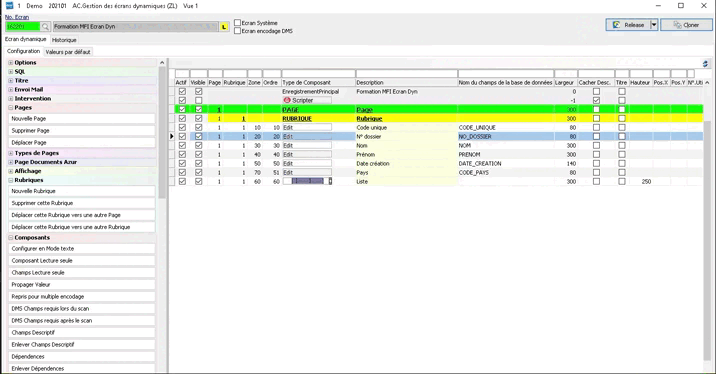 1 Demo 202101 AC.Gestion des écrans dynamiques (ZL) Vue 1
No. Ecran
Formation MFI Ecran Dyn
L
Ecran Système
Ecran encodage DMS
Release
Cloner
Ecran dynamique Historique
Configuration Valeurs par défaut
Options
SQL
Titre
Envoi Mail
Intervention
Pages
Nouvelle Page
Supprimer Page
Déplacer Page
Types de Pages
Page Documents Azur
Affichage
Rubriques
Nouvelle Rubrique
Supprimer cette Rubrique
Déplacer cette Rubrique vers une autre Page
Déplacer cette Rubrique vers une autre Rubrique
Composants
Configurer en Mode texte
Composant Lecture seule
Champs Lecture seule
Propager Valeur
Repris pour multiple encodage
DMS Champs requis lors du scan
DMS Champs requis après le scan
Champs Descriptif
Enlever Champs Descriptif
Dépendences
Enlever Dépendences
Actif Visible Page Rubrique Zone Ordre Type de Composant Description Nom du champs de la base de données Largeur Cacher Desc. Titre Hauteur Pos.X Pos.Y
EnregistrementPrincipal Formation MFI Ecran Dyn 0
Scripter -1
1 PAGE Page
1 1 RUBRIQUE Rubrique 300
1 1 10 10 Edit Code unique CODE_UNIQUE 80
1 1 20 20 Edit N° dossier NO_DOSSIER 80
1 1 30 30 Edit Nom NOM 300
1 1 40 40 Edit Prénom PRENOM 300
1 1 50 50 Edit Date création DATE_CREATION 140
1 1 70 51 Edit Pays CODE_PAYS 80
1 1 60 60 Liste 300 250